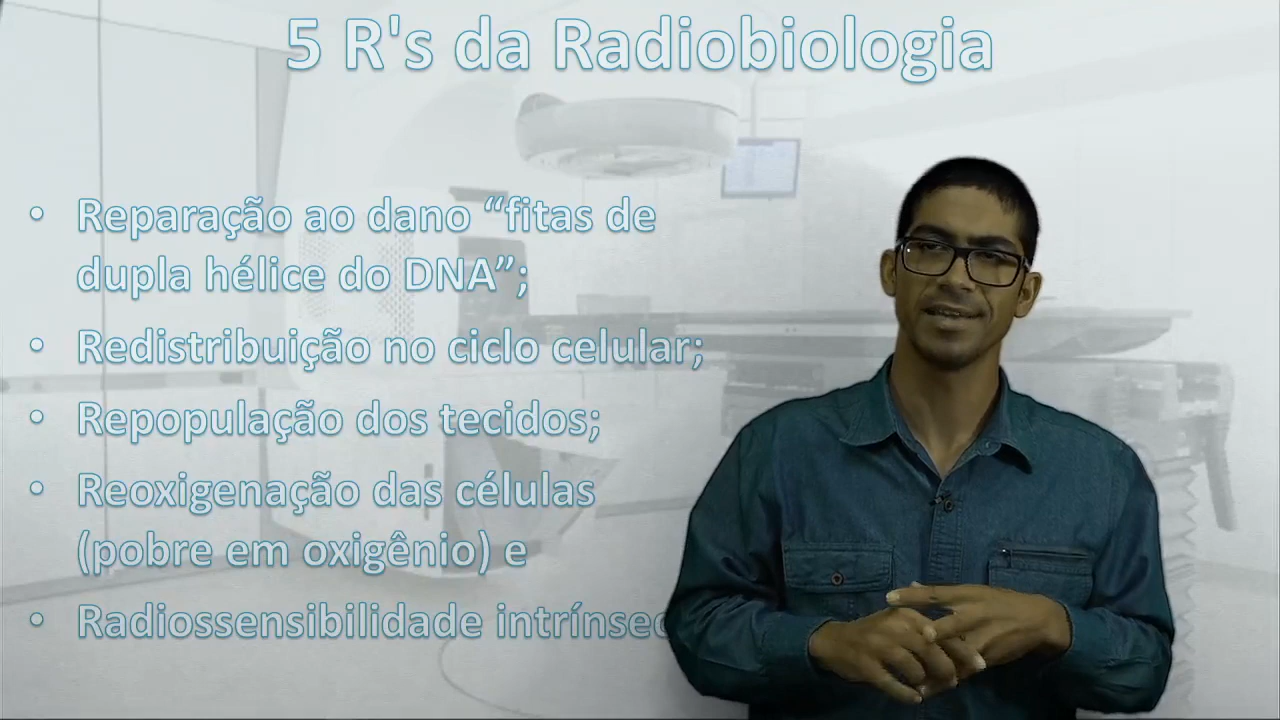 5 R's da Radiobiologia
• Reparação ao dano “fitas de
dupla hélice do DNA”;
• Redistribuição no ciclo celular;
• Repopulação dos tecidos;
• Reoxigenação das células
(pobre em oxigênio) e
• Radiossensibilidade